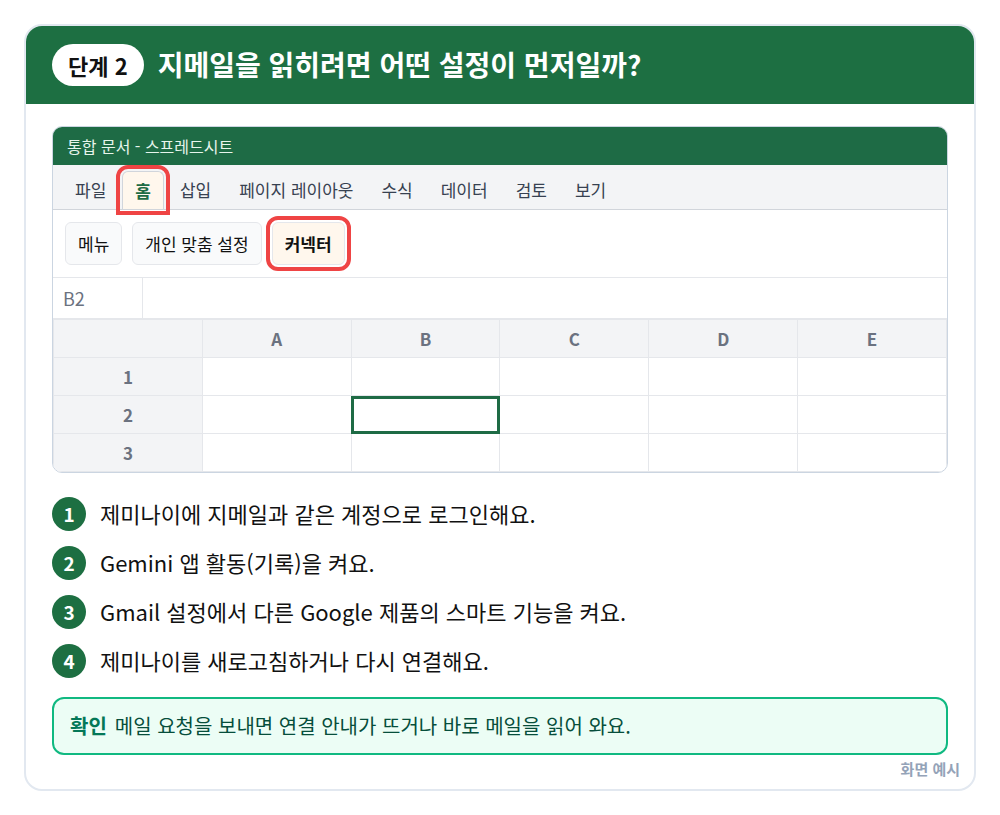 단계 2 지메일을 읽히려면 어떤 설정이 먼저일까?
통합 문서 - 스프레드시트
파일 홈 삽입 페이지 레이아웃 수식 데이터 검토 보기
메뉴 개인 맞춤 설정 커넥터
B2
A B C D E
1
2
3
1 제미나이에 지메일과 같은 계정으로 로그인해요.
2 Gemini 앱 활동(기록)을 켜요.
3 Gmail 설정에서 다른 Google 제품의 스마트 기능을 켜요.
4 제미나이를 새로고침하거나 다시 연결해요.
확인 메일 요청을 보내면 연결 안내가 뜨거나 바로 메일을 읽어 와요.
화면 예시